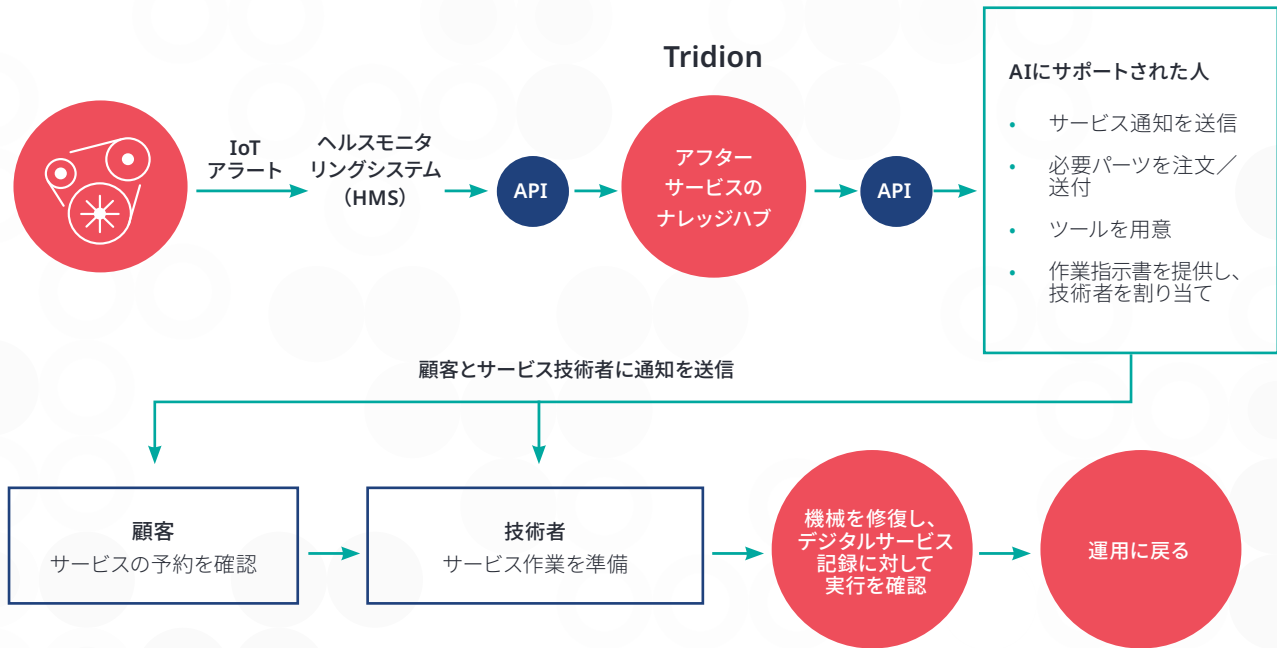 Tridion
IoT
アラート
ヘルスモニタ
リングシステム
（HMS）
API
アフター
サービスの
ナレッジハブ
API
AIにサポートされた人
• サービス通知を送信
• 必要パーツを注文／
送付
• ツールを用意
• 作業指示書を提供し、
技術者を割り当て
顧客とサービス技術者に通知を送信
顧客
サービスの予約を確認
技術者
サービス作業を準備
機械を修復し、
デジタルサービス
記録に対して
実行を確認
運用に戻る